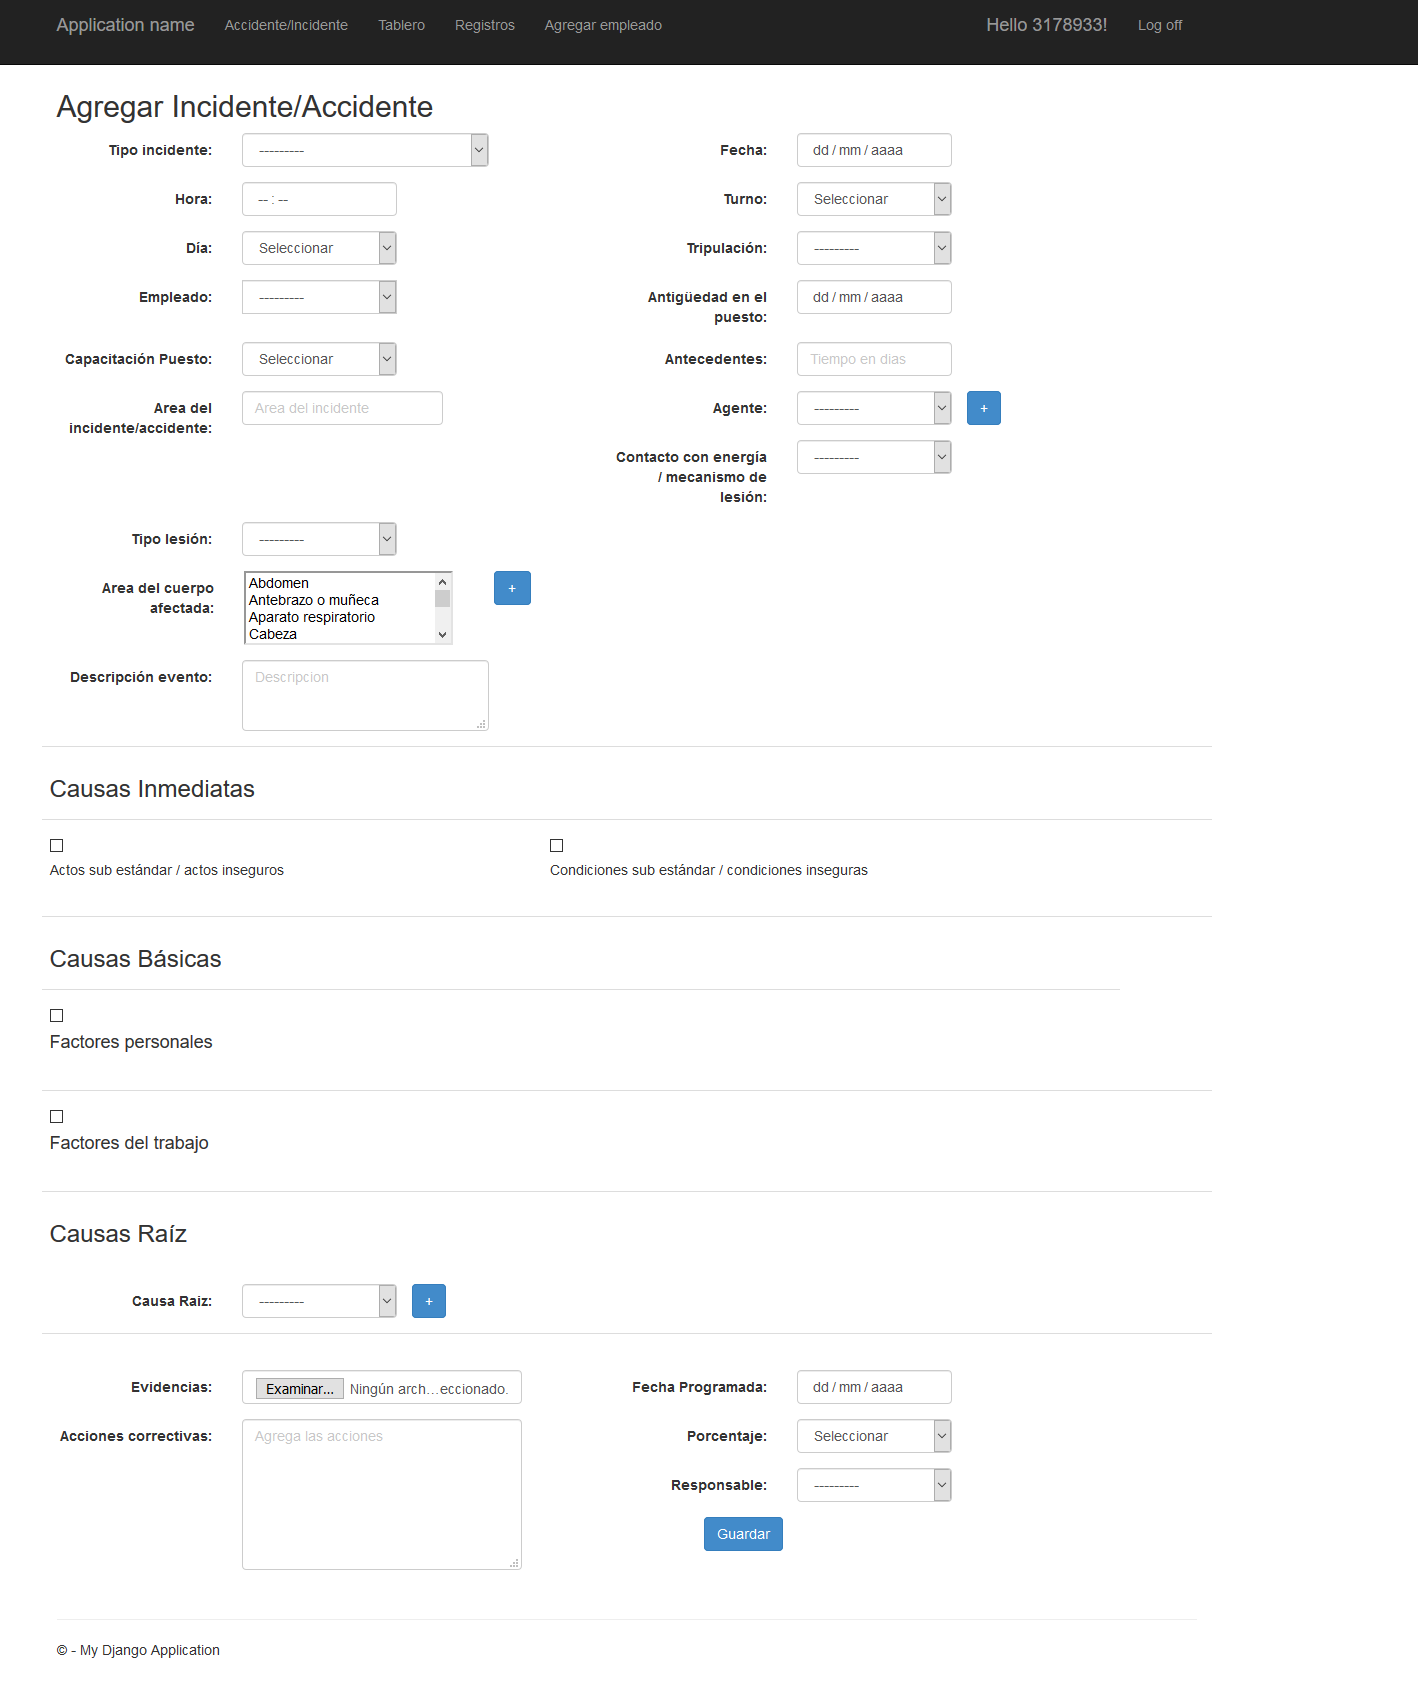 Application name Accidente/Incidente Tablero Registros Agregar empleado Hello 3178933! Log off
Agregar Incidente/Accidente
Tipo incidente: ---------
Fecha: dd / mm / aaaa
Hora: -- : --
Turno: Seleccionar
Día: Seleccionar
Tripulación: ---------
Empleado: ---------
Antigüedad en el
puesto:
dd / mm / aaaa
Capacitación Puesto: Seleccionar
Antecedentes: Tiempo en dias
Area del
incidente/accidente:
Area del incidente
Agente: --------- +
Contacto con energía
/ mecanismo de
lesión:
---------
Tipo lesión: ---------
Area del cuerpo
afectada:
Abdomen
Antebrazo o muñeca
Aparato respiratorio
Cabeza
+
Descripción evento: Descripcion
Causas Inmediatas
Actos sub estándar / actos inseguros
Condiciones sub estándar / condiciones inseguras
Causas Básicas
Factores personales
Factores del trabajo
Causas Raíz
Causa Raiz: --------- +
Evidencias: Examinar... Ningún arch...eccionado.
Fecha Programada: dd / mm / aaaa
Acciones correctivas: Agrega las acciones
Porcentaje: Seleccionar
Responsable: ---------
Guardar
© - My Django Application